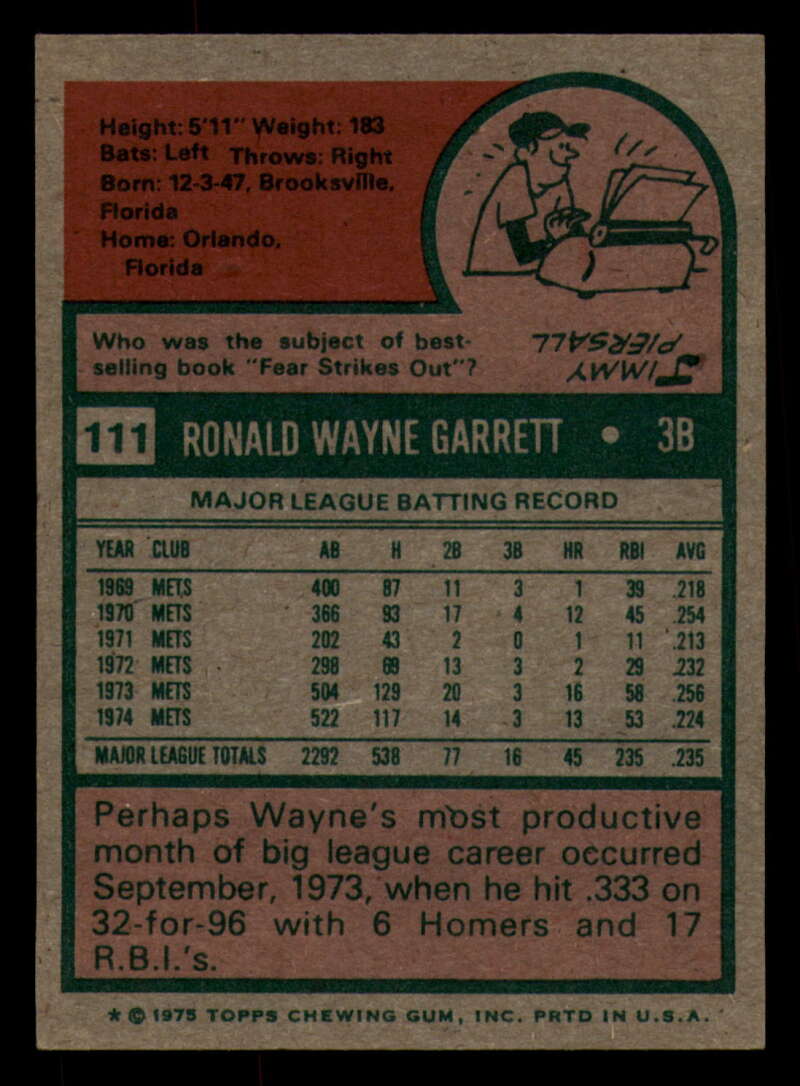 Height: 5'11" Weight: 183
Bats: Left Throws: Right
Born: 12-3-47, Brooksville,
Florida
Home: Orlando,
Florida
Who was the subject of best-
selling book "Fear Strikes Out"?
JIMMY
PIERSALL
111 RONALD WAYNE GARRETT • 3B
MAJOR LEAGUE BATTING RECORD
YEAR CLUB AB H 2B 3B HR RBI AVG
1969 METS 400 87 11 3 1 39 .218
1970 METS 366 93 17 4 12 45 .254
1971 METS 202 43 2 0 1 11 .213
1972 METS 298 69 13 3 2 29 .232
1973 METS 504 129 20 3 16 58 .256
1974 METS 522 117 14 3 13 53 .224
MAJOR LEAGUE TOTALS 2292 538 77 16 45 235 .235
Perhaps Wayne's most productive
month of big league career occurred
September, 1973, when he hit .333 on
32-for-96 with 6 Homers and 17
R.B.I.'s.
* © 1975 TOPPS CHEWING GUM, INC. PRTD IN U.S.A.